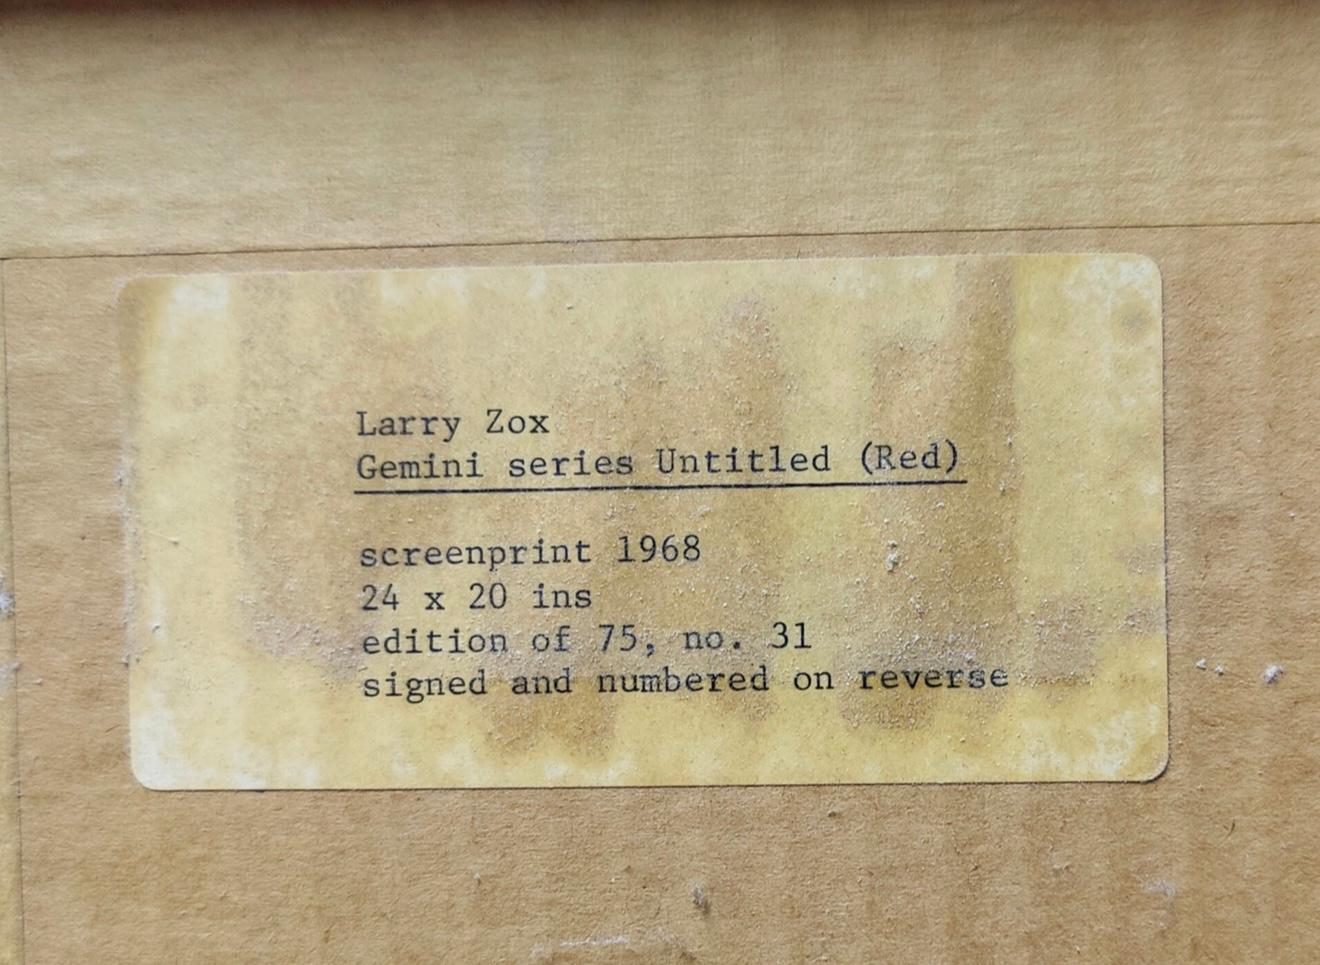 Larry Zox
Gemini series Untitled (Red)
screenprint 1968
24 x 20 ins
edition of 75, no. 31
signed and numbered on reverse